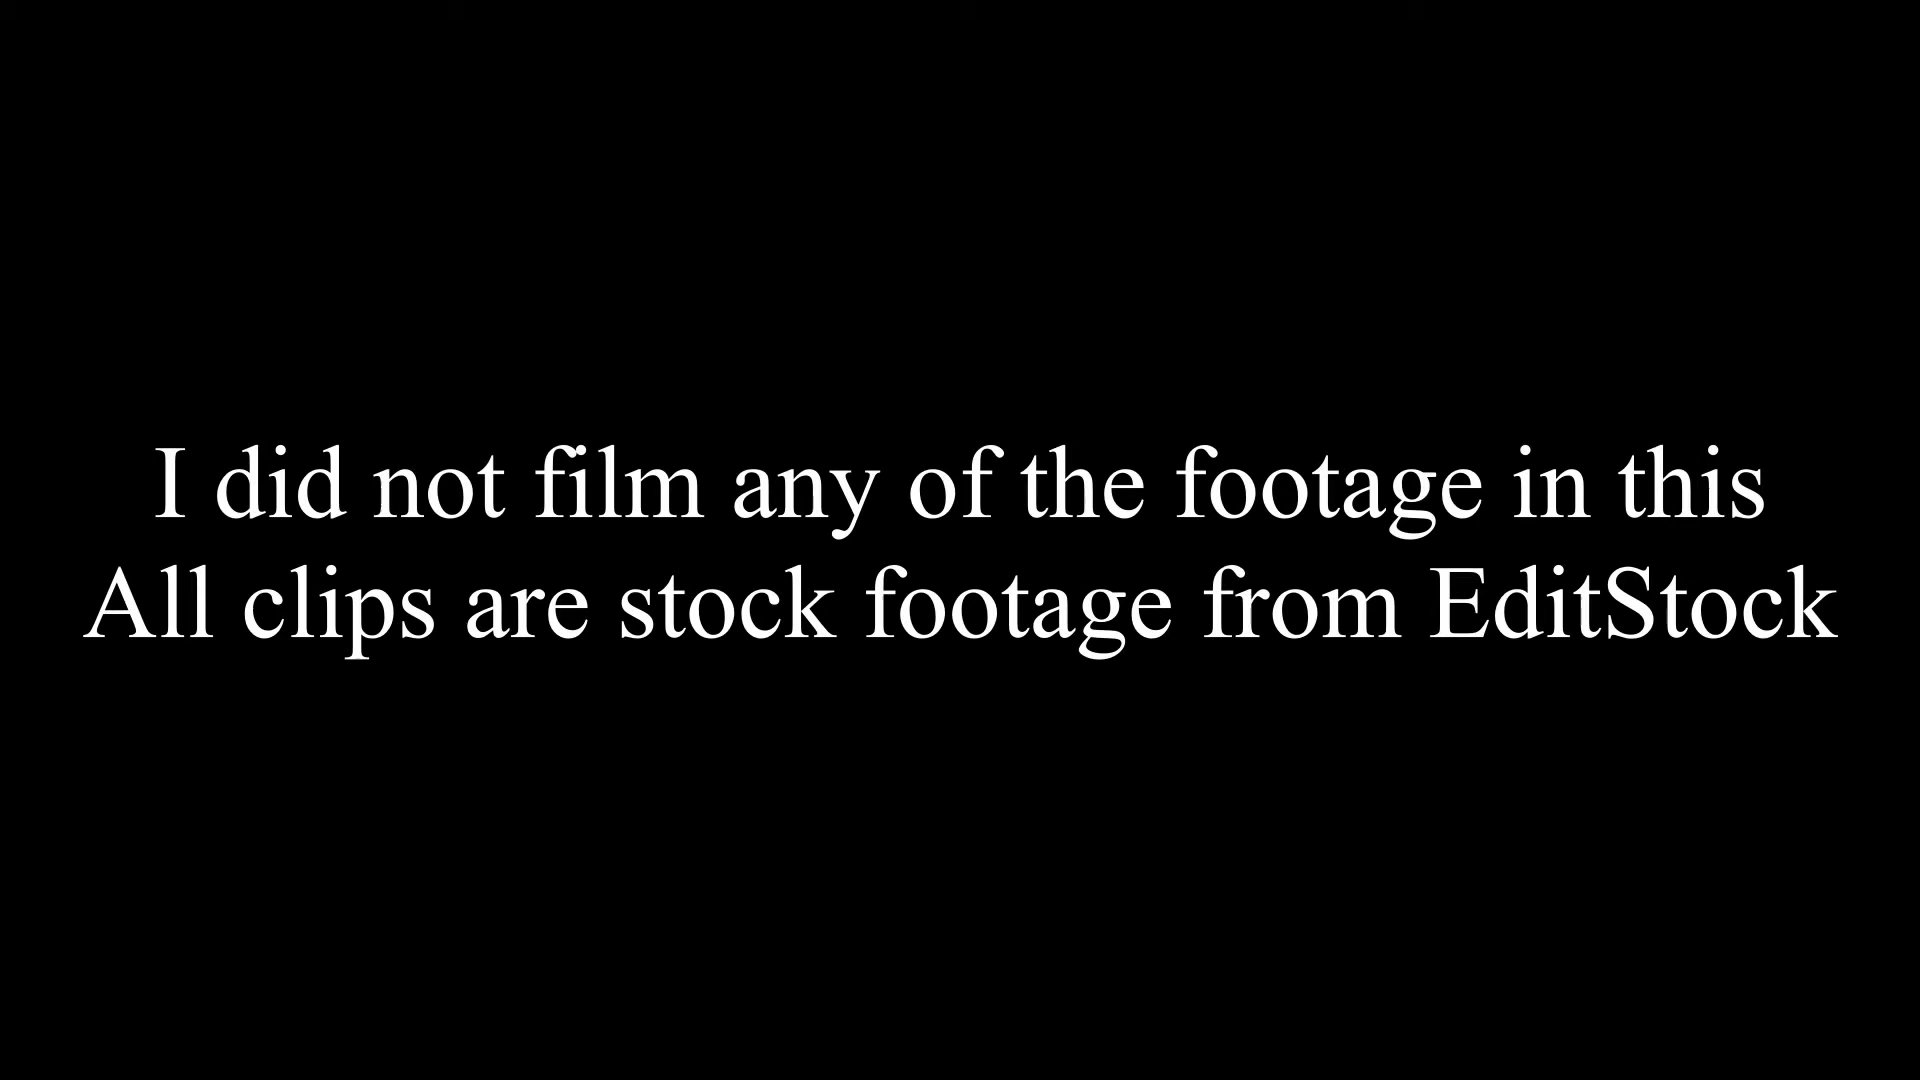 I did not film any of the footage in this
All clips are stock footage from EditStock